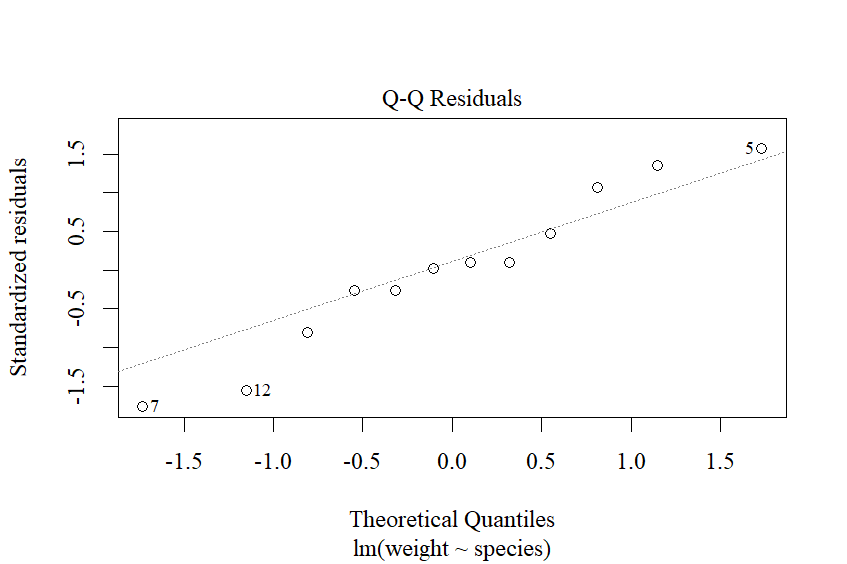 Q-Q Residuals
Standardized residuals
1.5
0.5
-0.5
-1.5
5
12
7
-1.5 -1.0 -0.5 0.0 0.5 1.0 1.5
Theoretical Quantiles
lm(weight ~ species)